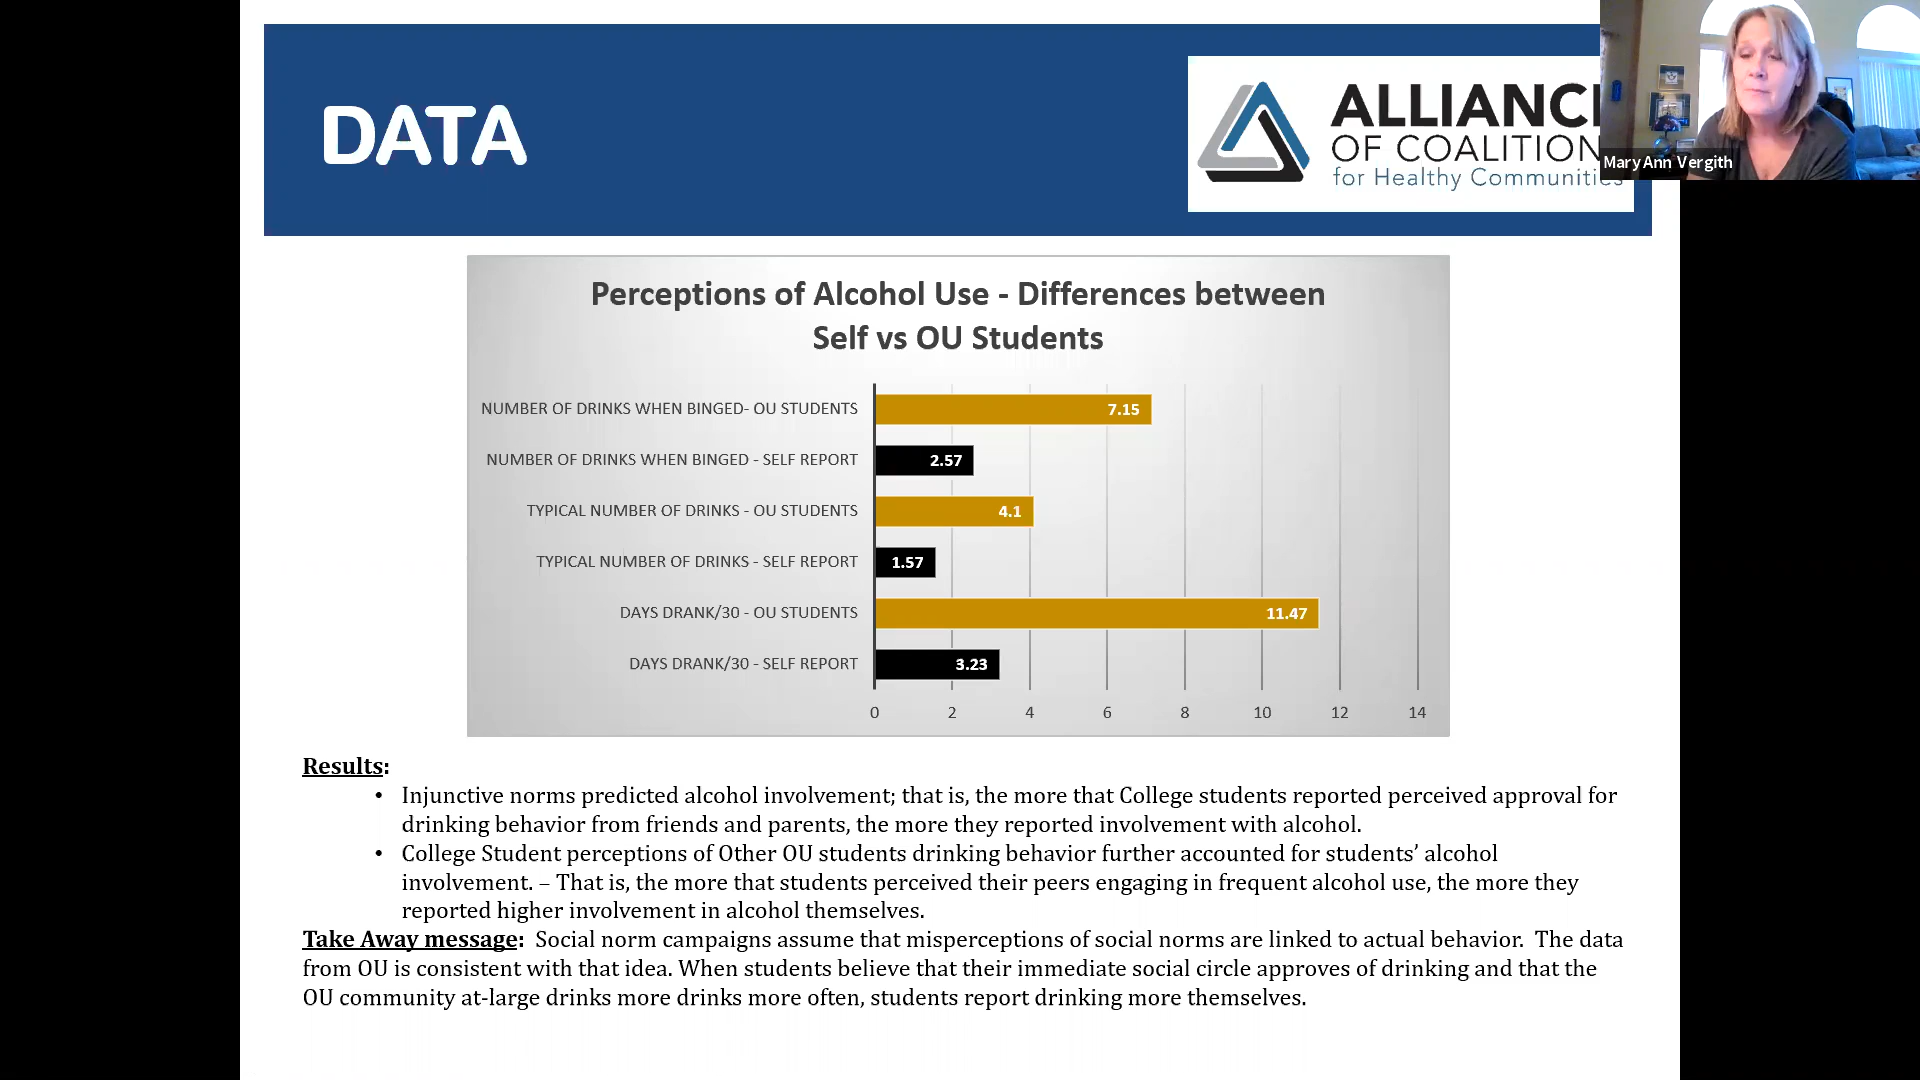 DATA
ALLIANC
OF COALITION
for Healthy Communities
Mary Ann Vergith
Perceptions of Alcohol Use - Differences between
Self vs OU Students
NUMBER OF DRINKS WHEN BINGED- OU STUDENTS
7.15
NUMBER OF DRINKS WHEN BINGED - SELF REPORT
2.57
TYPICAL NUMBER OF DRINKS - OU STUDENTS
4.1
TYPICAL NUMBER OF DRINKS - SELF REPORT
1.57
DAYS DRANK/30 - OU STUDENTS
11.47
DAYS DRANK/30 - SELF REPORT
3.23
0 2 4 6 8 10 12 14
Results:
• Injunctive norms predicted alcohol involvement; that is, the more that College students reported perceived approval for
drinking behavior from friends and parents, the more they reported involvement with alcohol.
• College Student perceptions of Other OU students drinking behavior further accounted for students’ alcohol
involvement. – That is, the more that students perceived their peers engaging in frequent alcohol use, the more they
reported higher involvement in alcohol themselves.
Take Away message: Social norm campaigns assume that misperceptions of social norms are linked to actual behavior. The data
from OU is consistent with that idea. When students believe that their immediate social circle approves of drinking and that the
OU community at-large drinks more drinks more often, students report drinking more themselves.